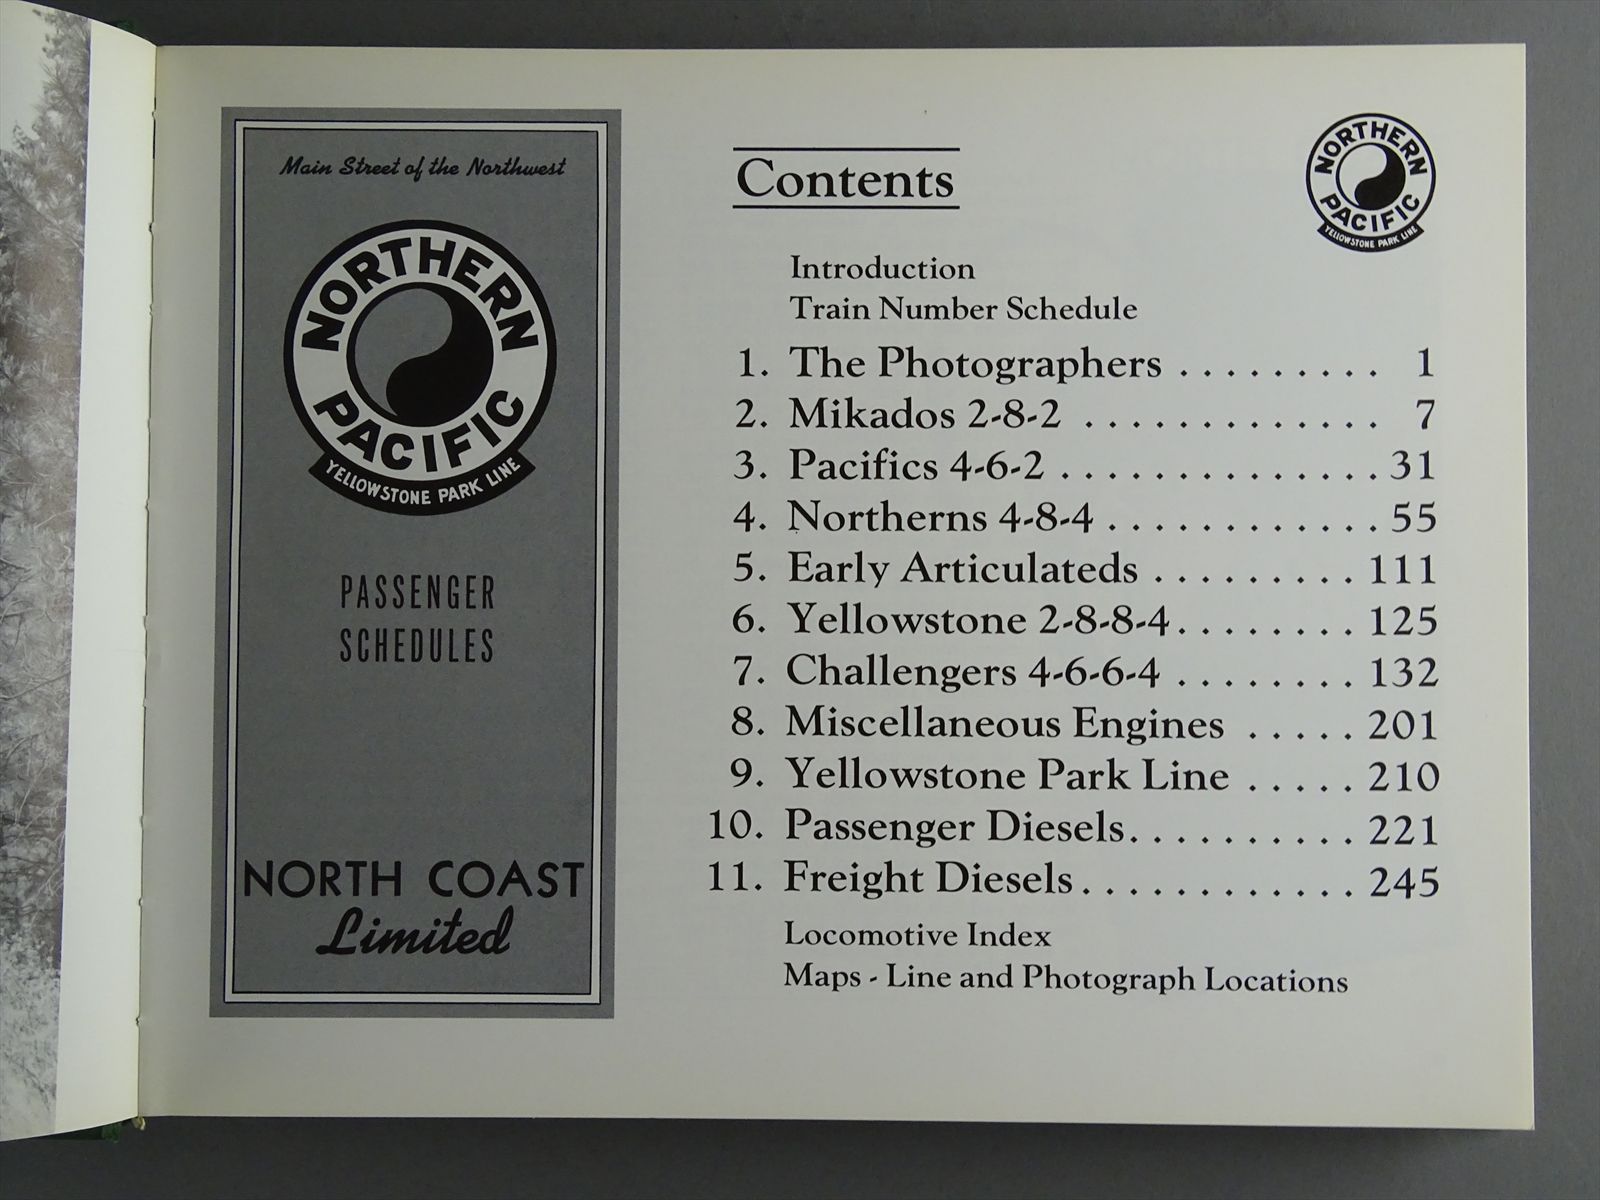 Main Street of the Northwest
NORTHERN
PACIFIC
YELLOWSTONE PARK LINE
PASSENGER
SCHEDULES
NORTH COAST
Limited
Contents
NORTHERN
PACIFIC
YELLOWSTONE PARK LINE
Introduction
Train Number Schedule
1. The Photographers . . . . . . . . . 1
2. Mikados 2-8-2 . . . . . . . . . . . . . 7
3. Pacifics 4-6-2 . . . . . . . . . . . . . . 31
4. Northerns 4-8-4 . . . . . . . . . . . . 55
5. Early Articulateds . . . . . . . . . 111
6. Yellowstone 2-8-8-4 . . . . . . . . 125
7. Challengers 4-6-6-4 . . . . . . . . 132
8. Miscellaneous Engines . . . . . 201
9. Yellowstone Park Line . . . . . 210
10. Passenger Diesels . . . . . . . . . . 221
11. Freight Diesels . . . . . . . . . . . . 245
Locomotive Index
Maps - Line and Photograph Locations